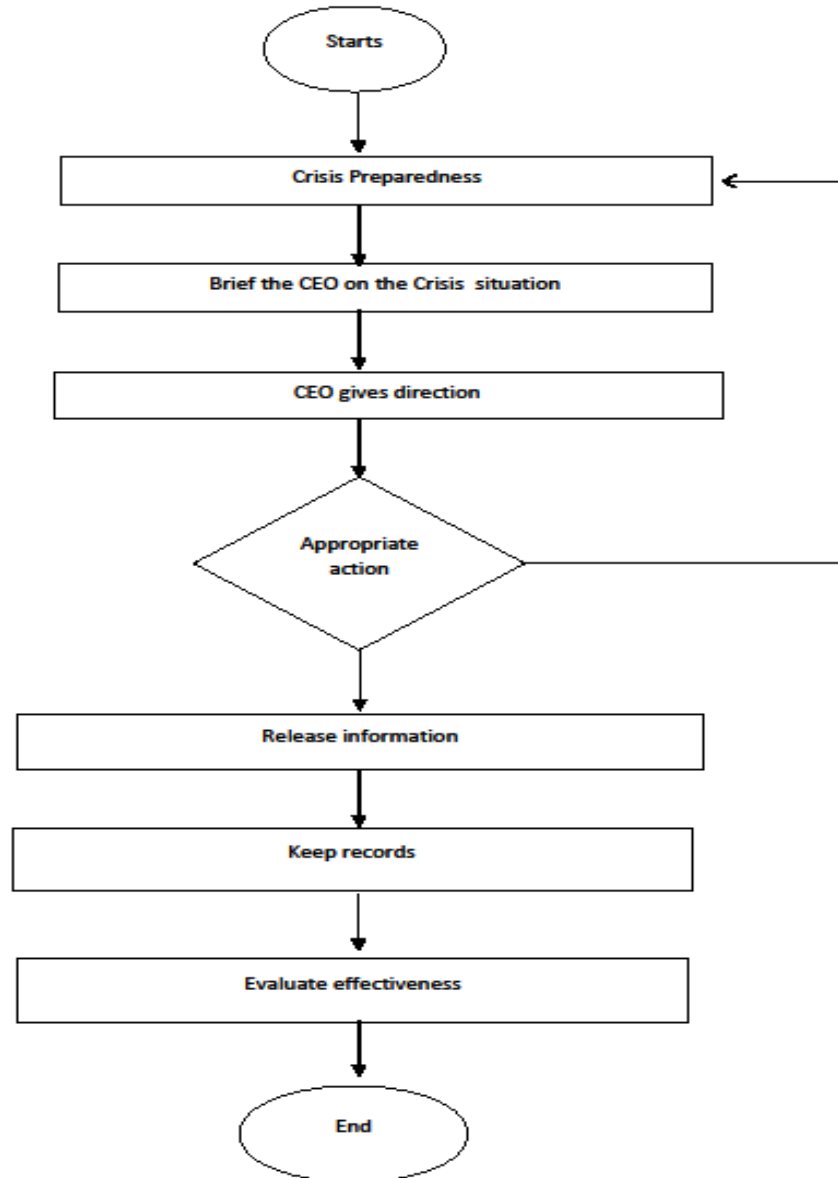 Starts
Crisis Preparedness
Brief the CEO on the Crisis situation
CEO gives direction
Appropriate
action
Release information
Keep records
Evaluate effectiveness
End